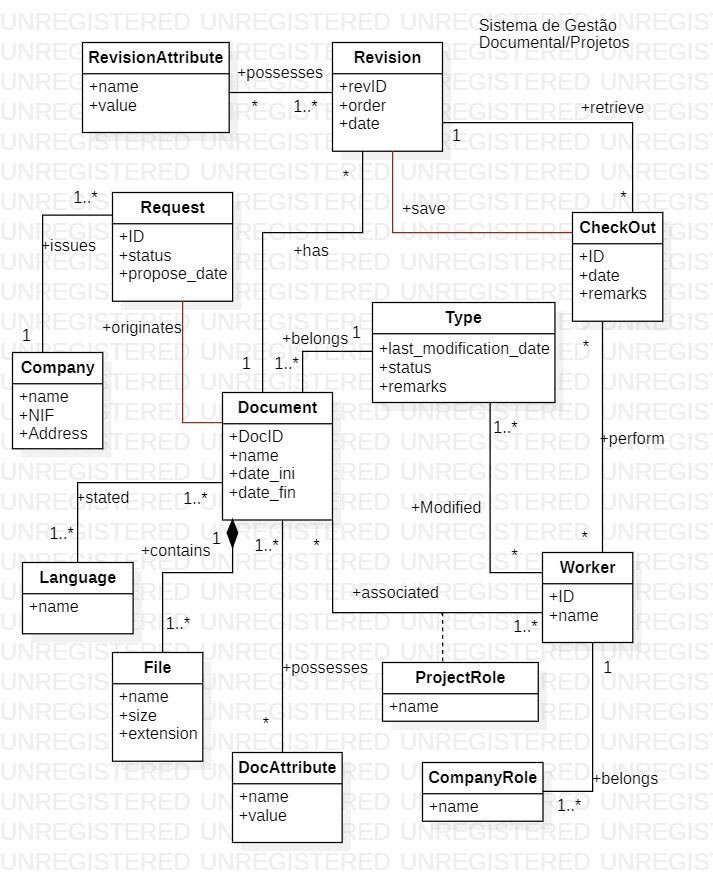 UNREGISTERED UNREGISTERED UNREGISTERED UNREGIS
Sistema de Gestão
Documental/Projetos
RevisionAttribute
+name
+value
+possesses
*
1..*
Revision
+revID
+order
+date
+retrieve
1
*
*
+save
+has
1
1..*
Request
+ID
+status
+propose_date
+issues
1
+originates
CheckOut
+ID
+date
+remarks
*
+perform
*
Type
+last_modification_date
+status
+remarks
+belongs
1
1..*
1..*
+Modified
*
Company
+name
+NIF
+Address
Document
+DocID
+name
+date_ini
+date_fin
+stated
1..*
1..*
+contains
1
1..*
1..*
*
+associated
1..*
Worker
+ID
+name
1
Language
+name
File
+name
+size
+extension
+possesses
*
ProjectRole
+name
DocAttribute
+name
+value
CompanyRole
+name
+belongs
1..*